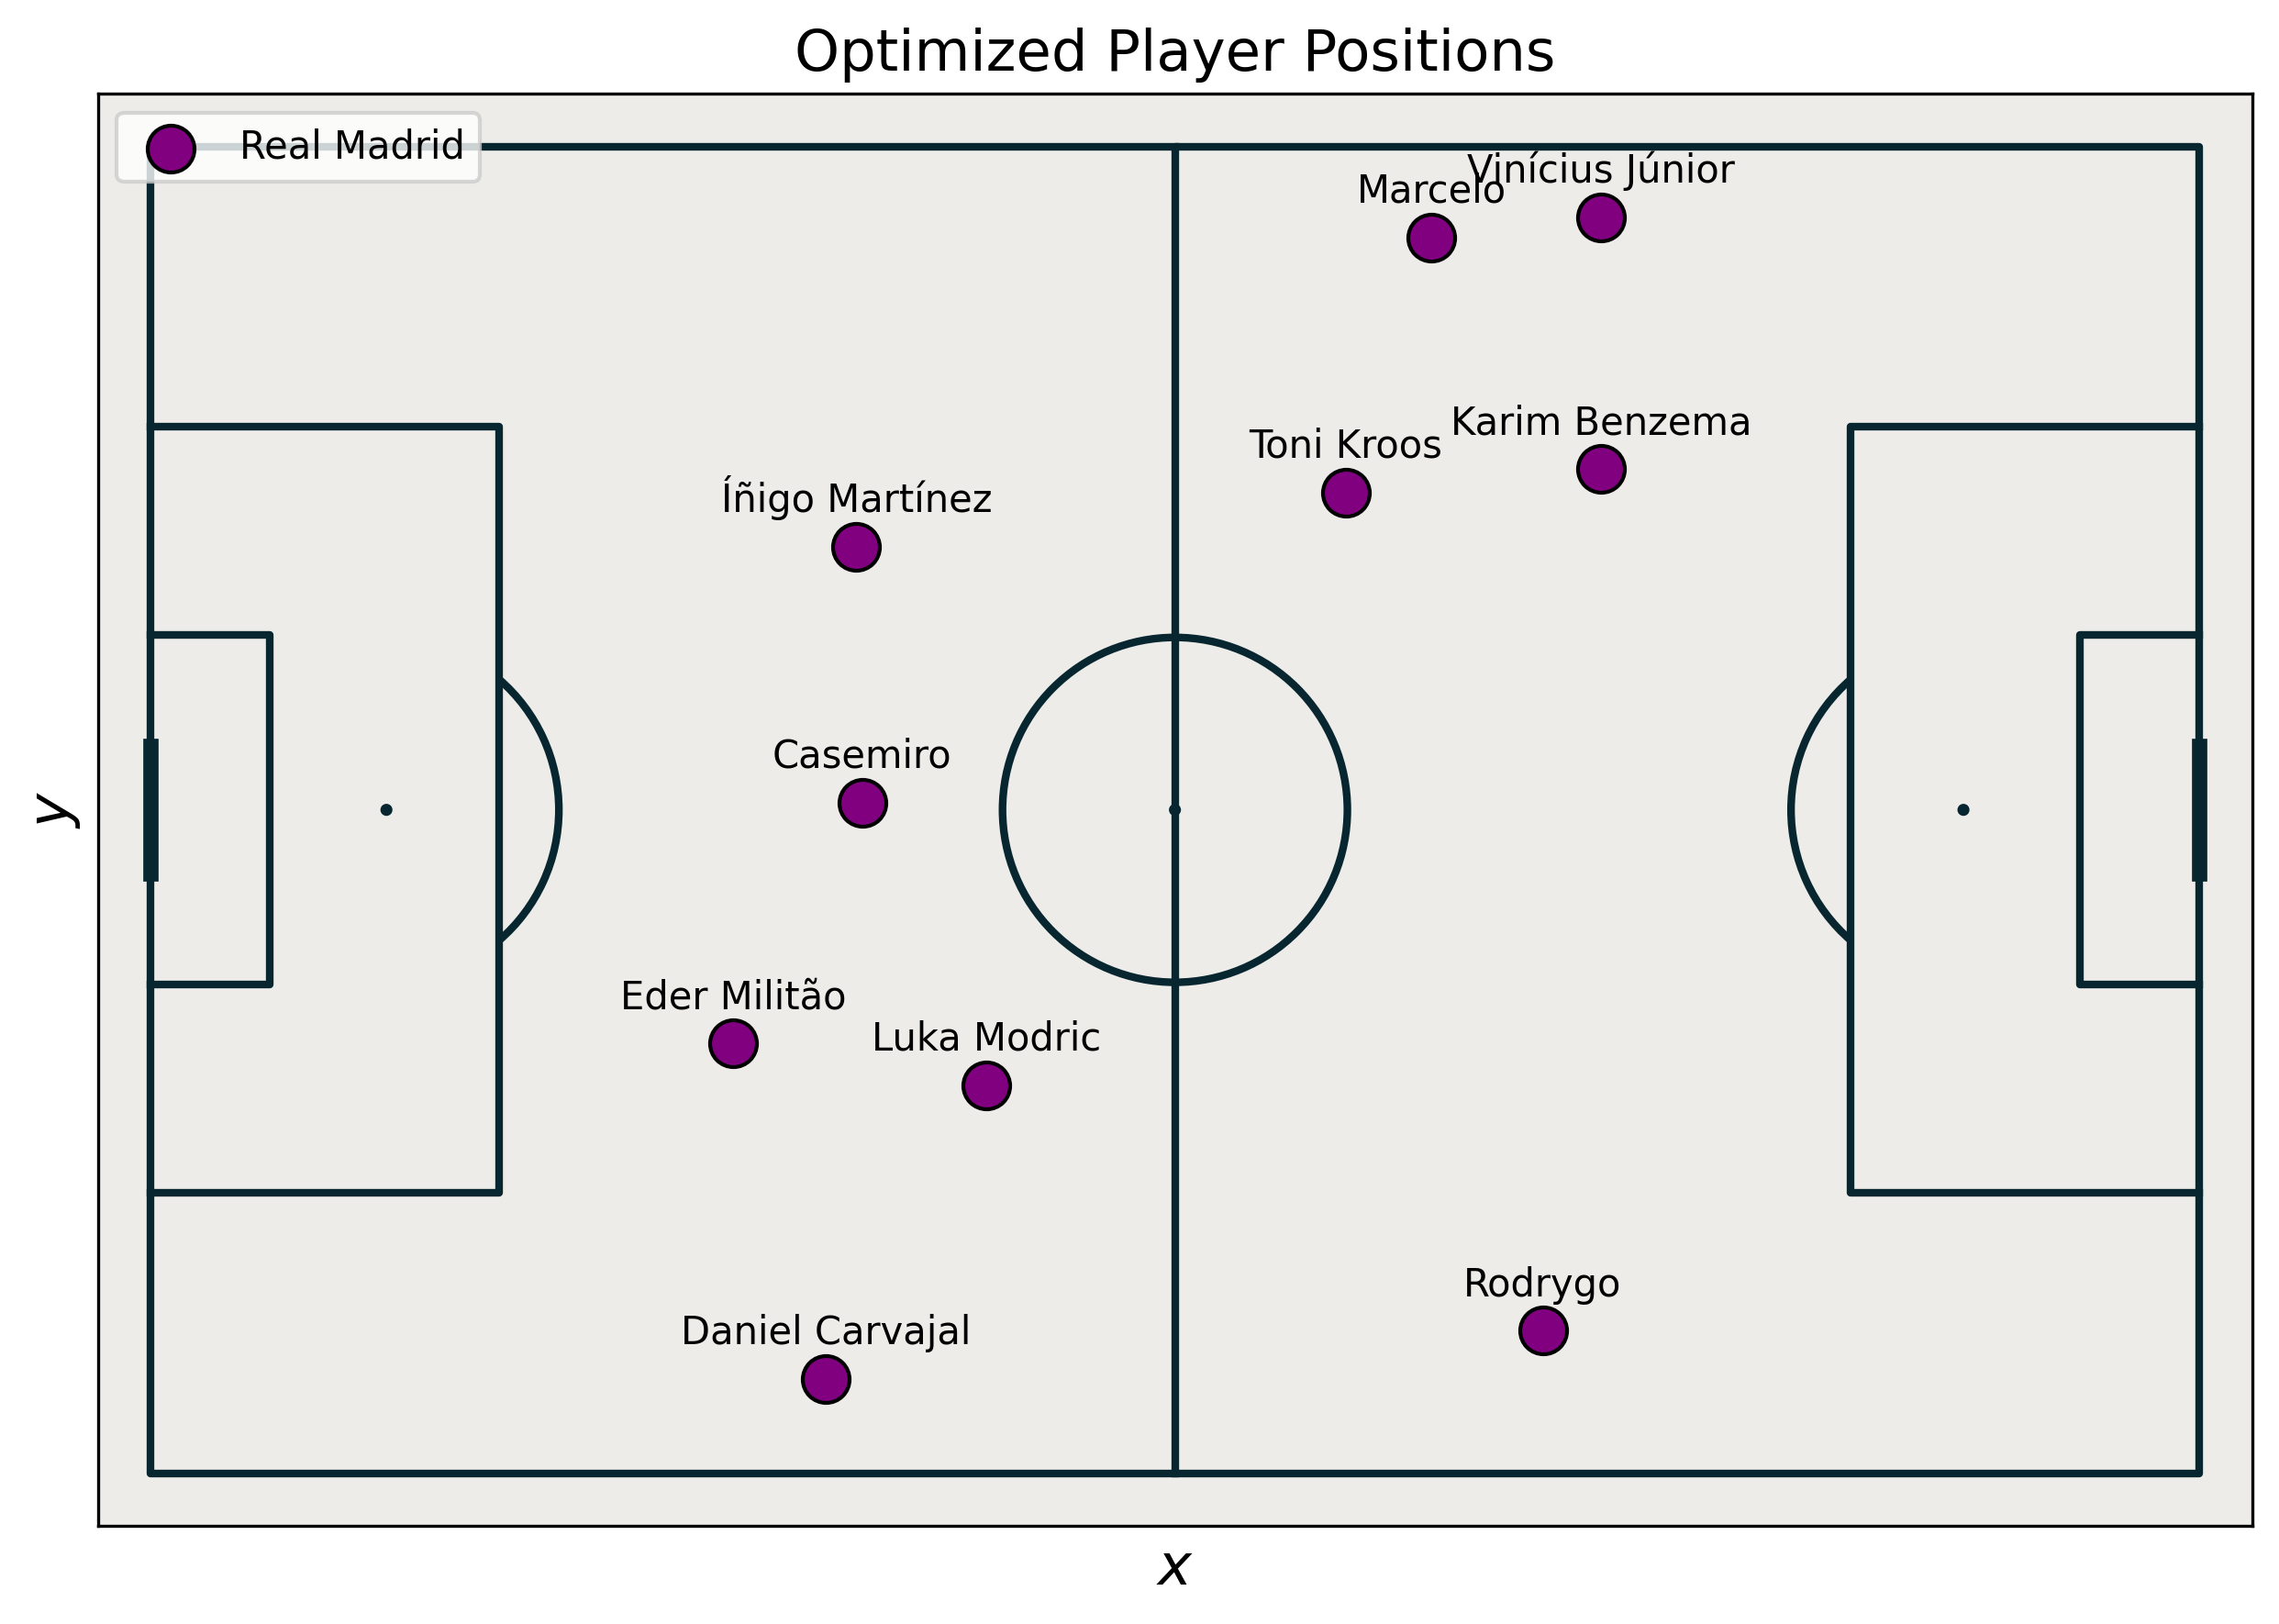 Optimized Player Positions
Real Madrid
Vinícius Júnior
Marcelo
Karim Benzema
Toni Kroos
Íñigo Martínez
Casemiro
Eder Militão
Luka Modric
Rodrygo
Daniel Carvajal
y
x